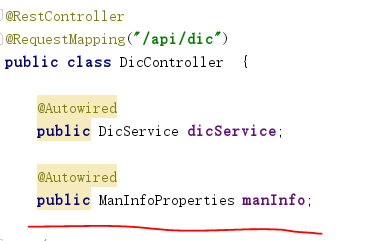 @RestController
@RequestMapping("/api/dic")
public class DicController {
@Autowired
public DicService dicService;
@Autowired
public ManInfoProperties manInfo;